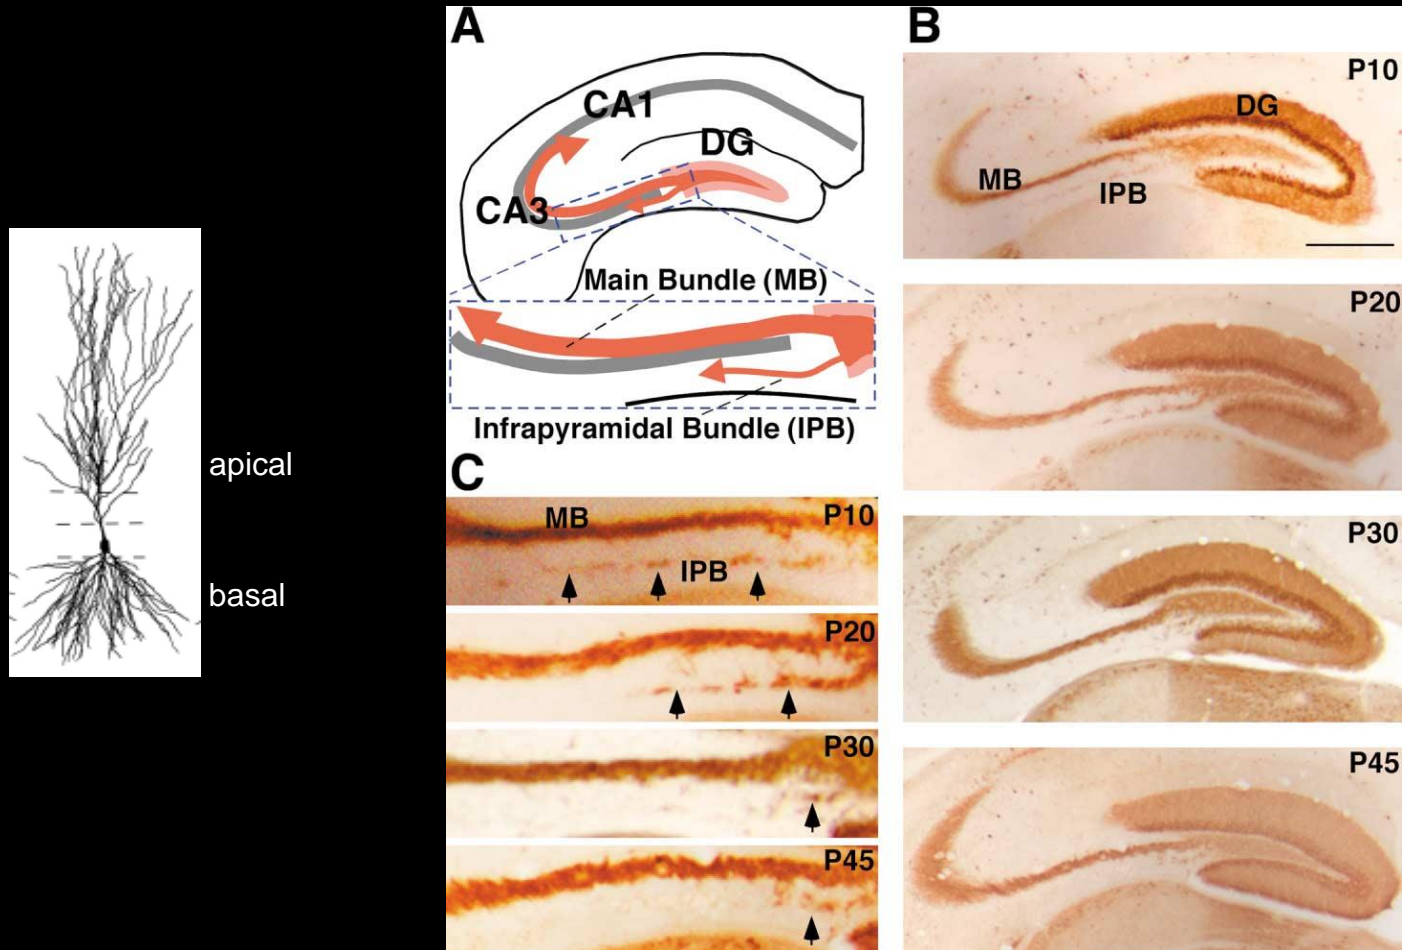 apical
basal
A
CA1
DG
CA3
Main Bundle (MB)
Infrapyramidal Bundle (IPB)
B
P10
DG
MB
IPB
P20
P30
P45
C
P10
MB
IPB
P20
P30
P45